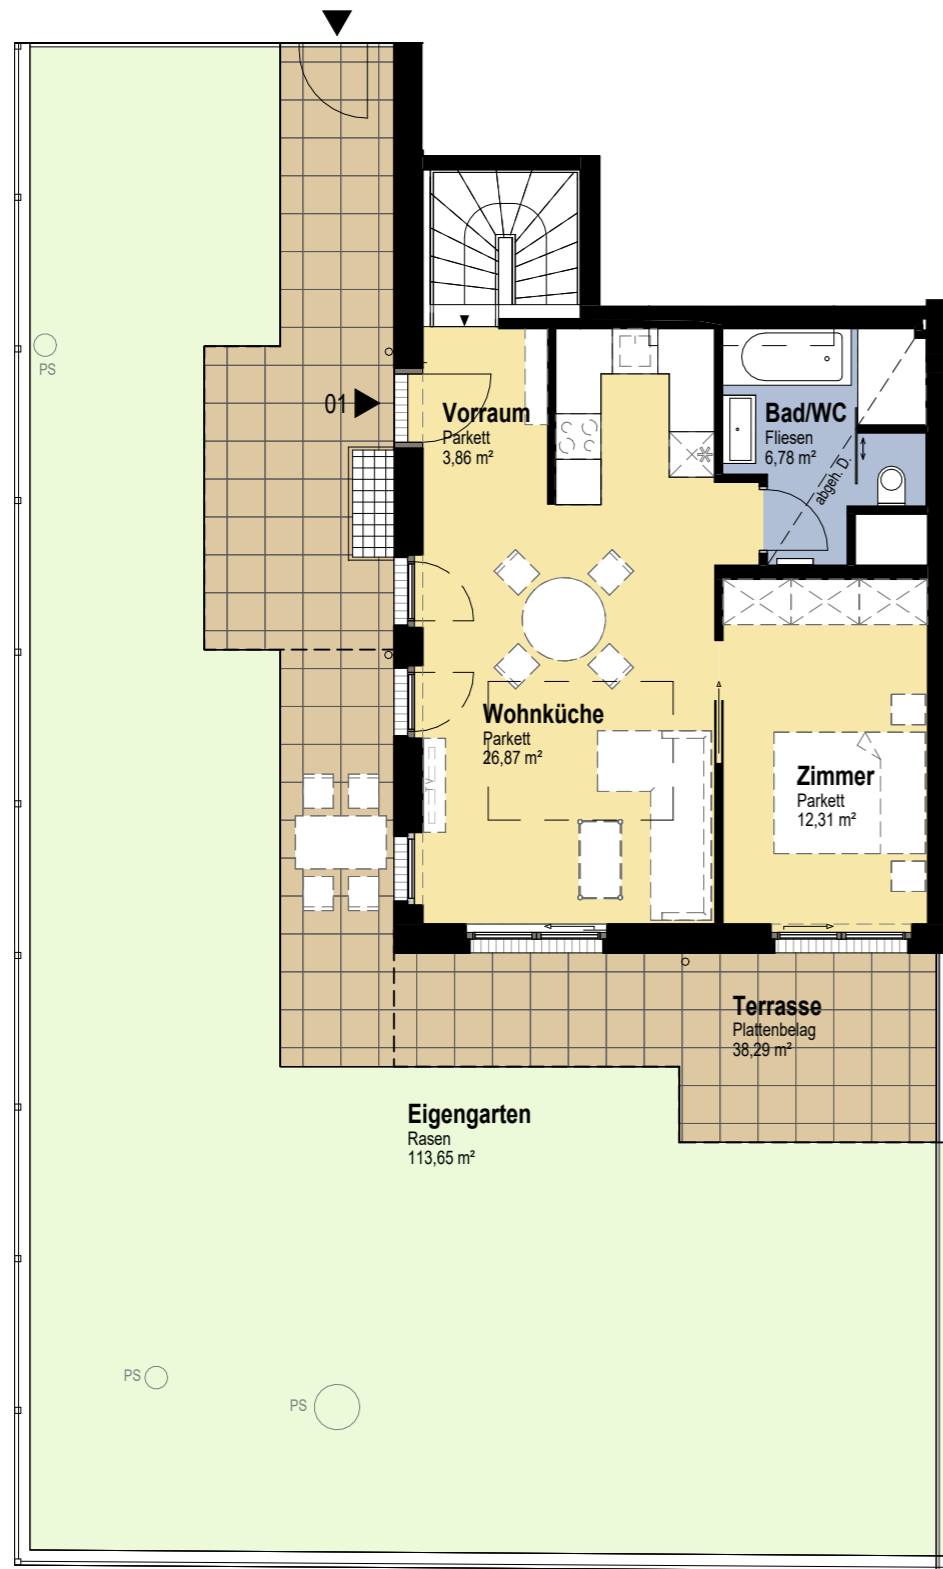 PS
01
Vorraum
Parkett
3,86 m²
Bad/WC
Fliesen
6,78 m²
abgeh. D.
Wohnküche
Parkett
26,87 m²
TV
Zimmer
Parkett
12,31 m²
Terrasse
Plattenbelag
38,29 m²
Eigengarten
Rasen
113,65 m²
PS
PS